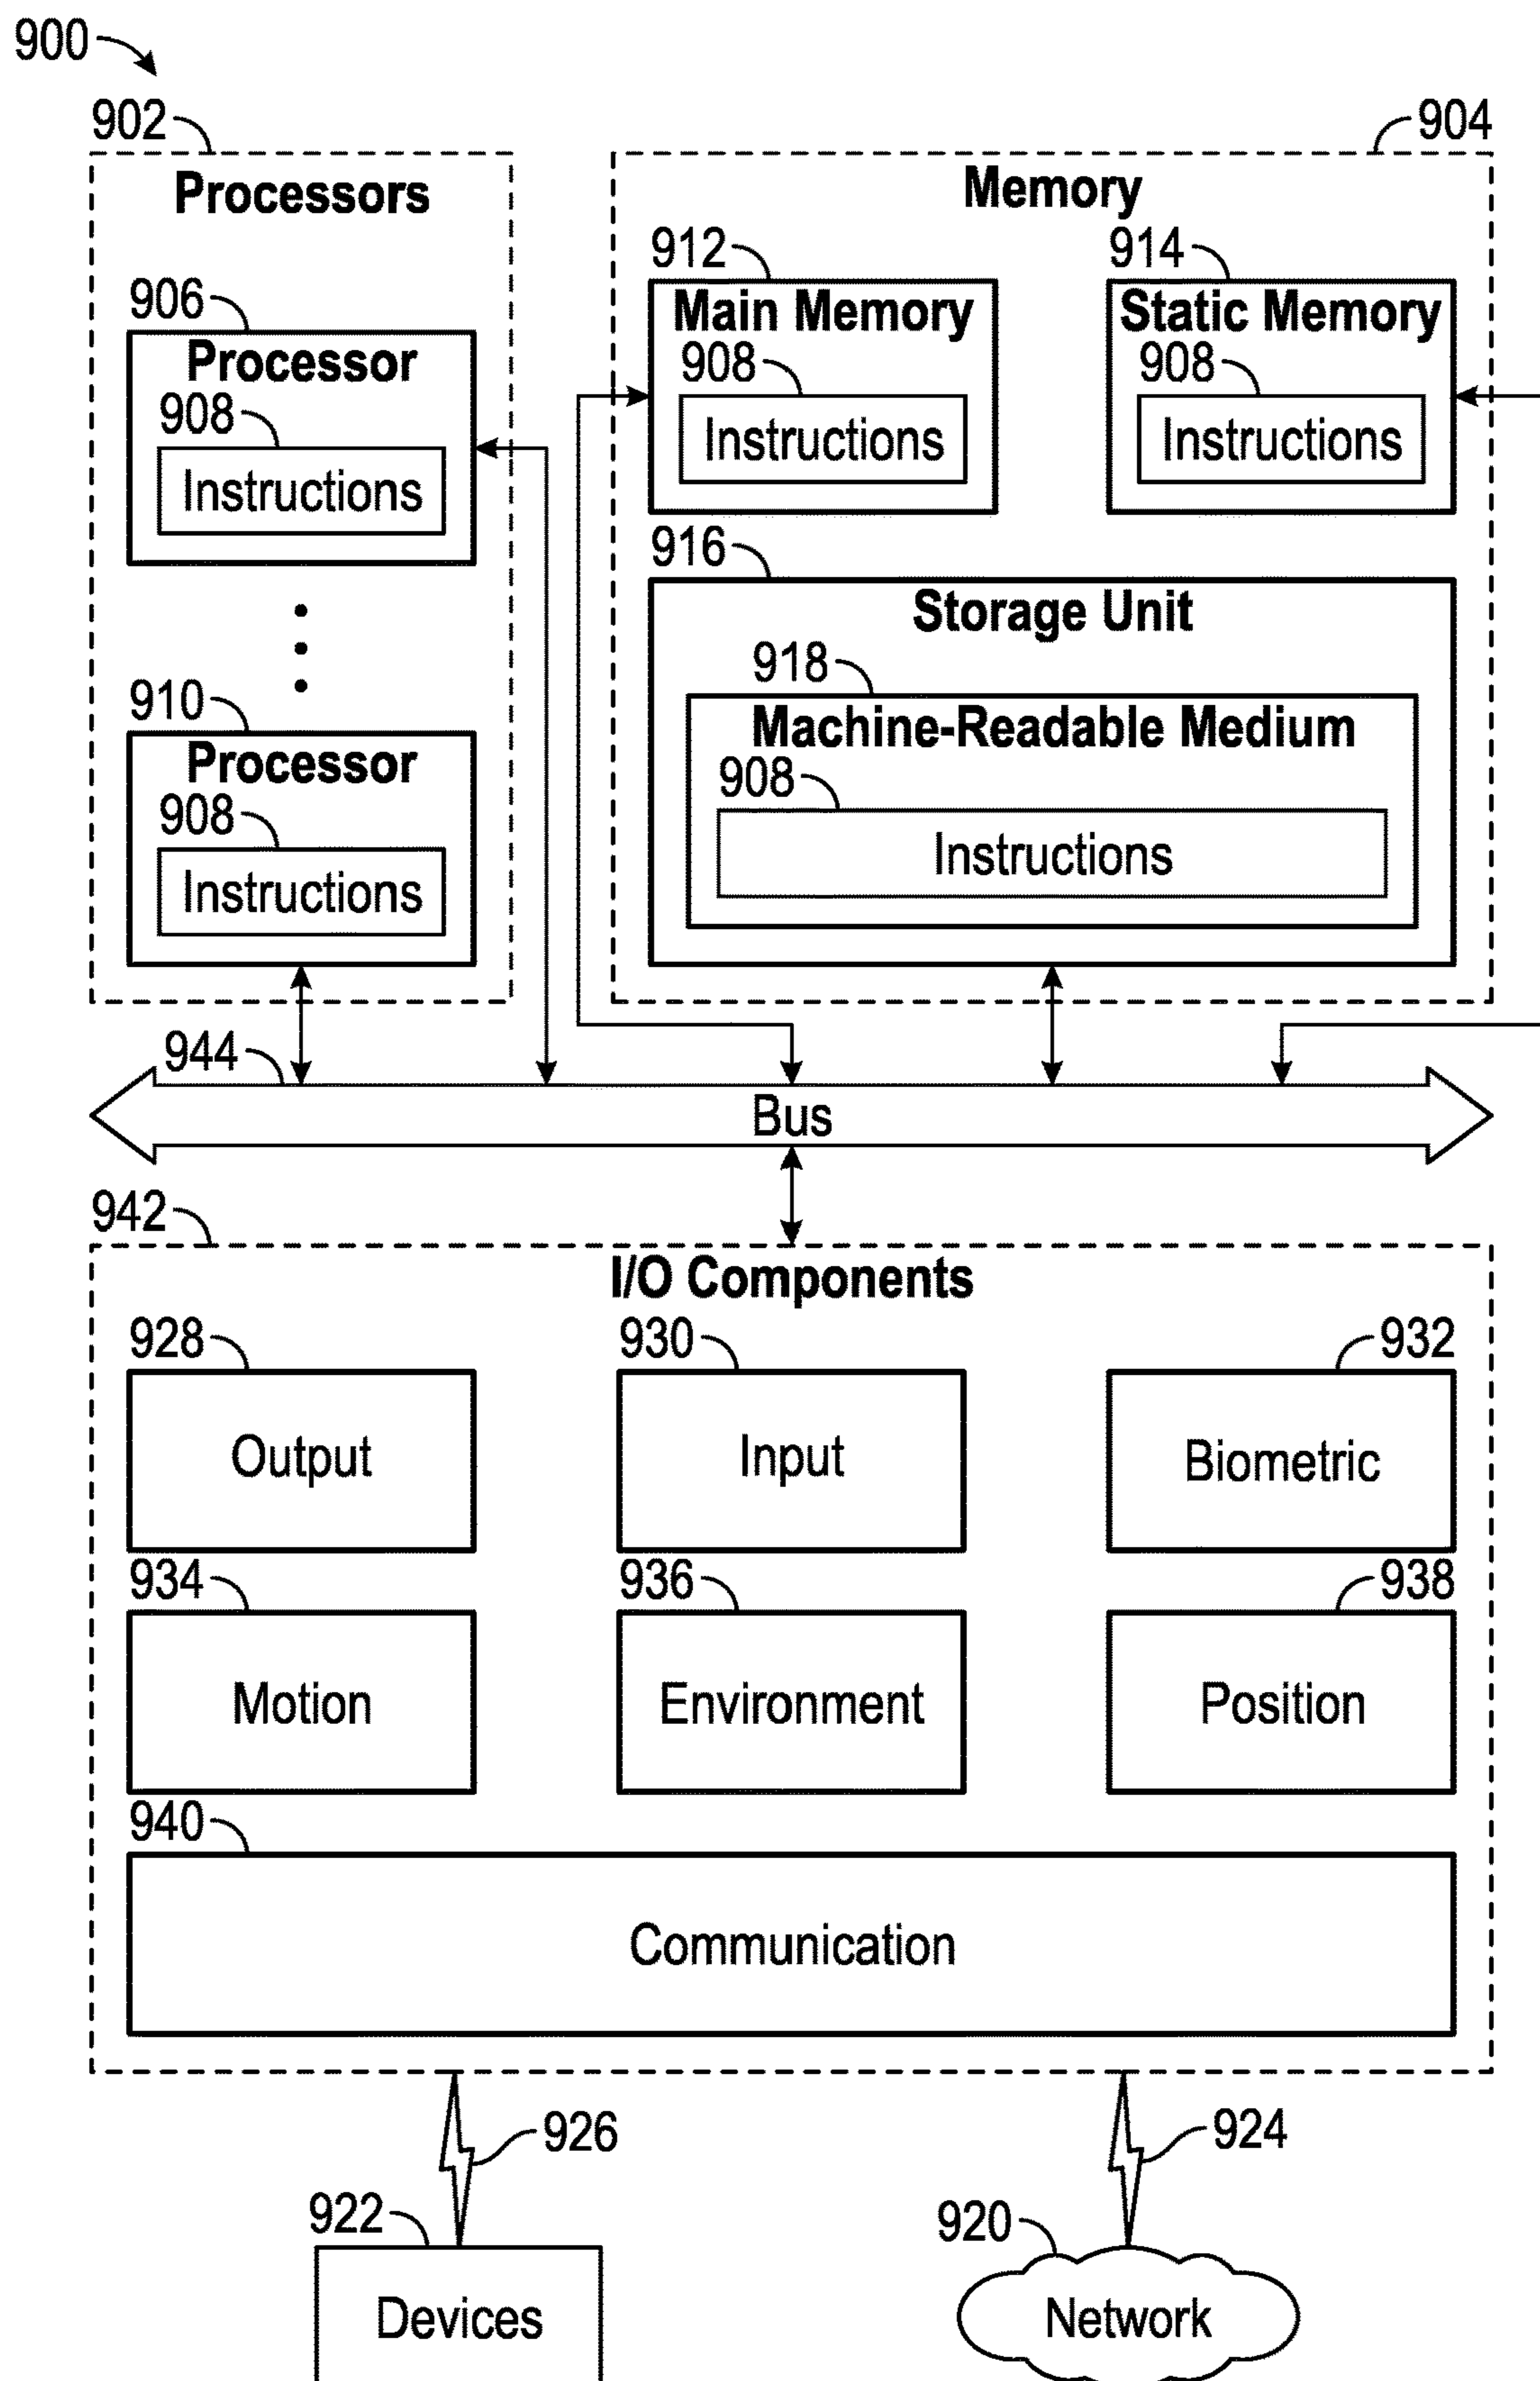 900
902
904
Processors
Memory
912
914
906
Main Memory
Static Memory
Processor
908
908
908
Instructions
Instructions
Instructions
916
Storage Unit
918
910
Machine-Readable Medium
Processor
908
908
Instructions
Instructions
944
Bus
942
I/O Components
928
930
932
Output
Input
Biometric
934
936
938
Motion
Environment
Position
940
Communication
926
924
922
920
Devices
Network